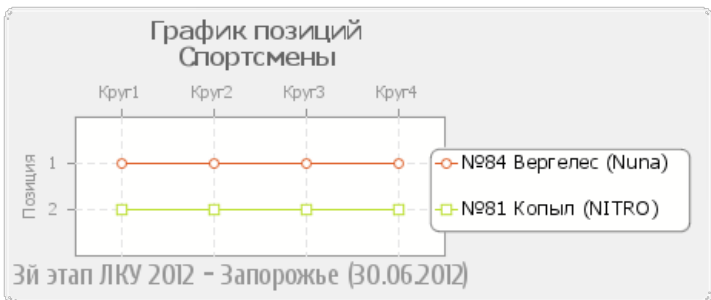 График позиций
Спортсмены
Круг1 Круг2 Круг3 Круг4
Позиция
1
2
№84 Вергелес (Nuna)
№81 Копыл (NITRO)
3й этап ЛКУ 2012 - Запорожье (30.06.2012)